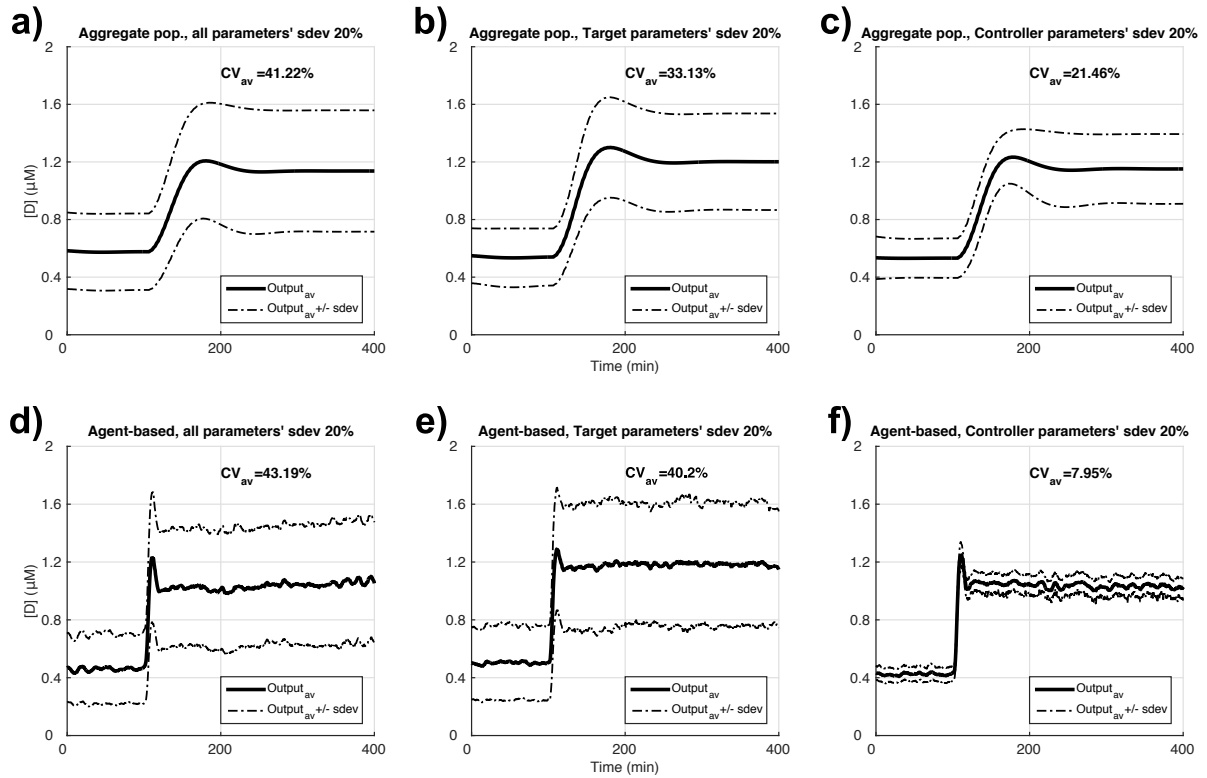 a)
Aggregate pop., all parameters' sdev 20%
CV_av =41.22%
2
1.6
1.2
0.8
0.4
0
[D] (µM)
0 200 400
Output_av
Output_av+/- sdev
b)
Aggregate pop., Target parameters' sdev 20%
CV_av =33.13%
2
1.6
1.2
0.8
0.4
0
0 200 400
Time (min)
Output_av
Output_av+/- sdev
c)
Aggregate pop., Controller parameters' sdev 20%
CV_av =21.46%
2
1.6
1.2
0.8
0.4
0
0 200 400
Output_av
Output_av+/- sdev
d)
Agent-based, all parameters' sdev 20%
CV_av=43.19%
2
1.6
1.2
0.8
0.4
0
[D] (µM)
0 200 400
Output_av
Output_av+/- sdev
e)
Agent-based, Target parameters' sdev 20%
CV_av=40.2%
2
1.6
1.2
0.8
0.4
0
0 200 400
Time (min)
Output_av
Output_av+/- sdev
f)
Agent-based, Controller parameters' sdev 20%
CV_av=7.95%
2
1.6
1.2
0.8
0.4
0
0 200 400
Output_av
Output_av+/- sdev